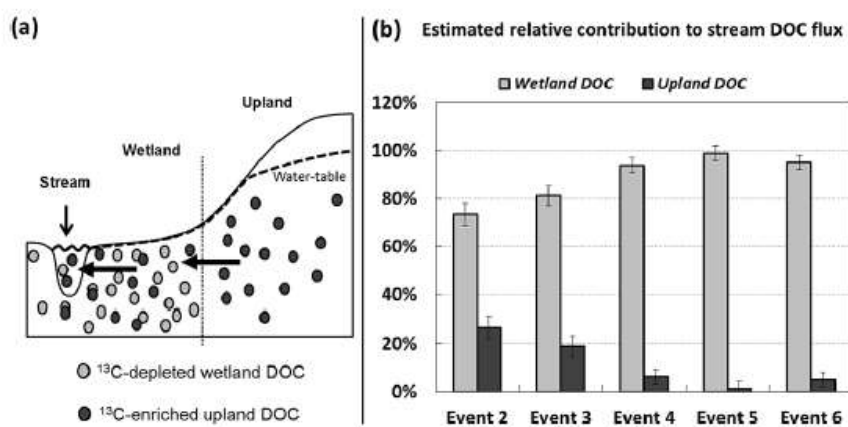 (a)
Upland
Wetland
Stream
Water-table
13C-depleted wetland DOC
13C-enriched upland DOC
(b) Estimated relative contribution to stream DOC flux
Wetland DOC Upland DOC
120%
100%
80%
60%
40%
20%
0%
Event 2 Event 3 Event 4 Event 5 Event 6